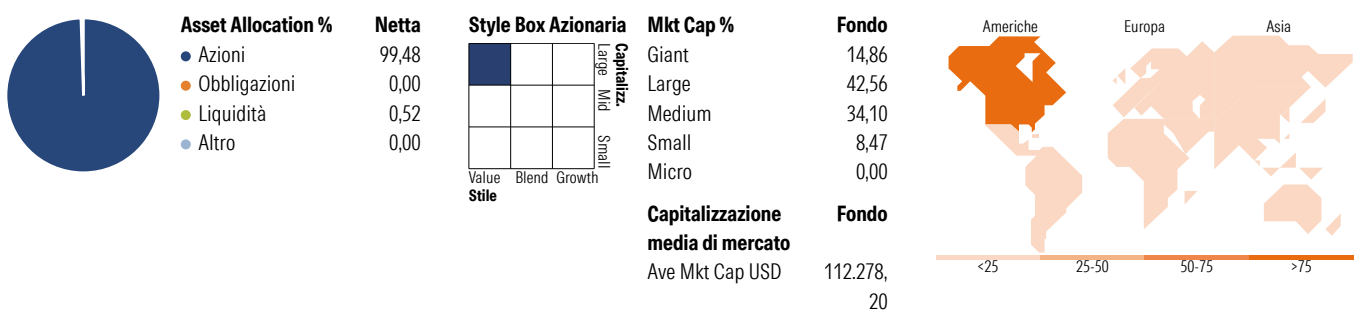 Asset Allocation % Netta
Azioni 99,48
Obbligazioni 0,00
Liquidità 0,52
Altro 0,00
Style Box Azionaria
Capitalizz.
Large Mid Small
Value Blend Growth
Stile
Mkt Cap % Fondo
Giant 14,86
Large 42,56
Medium 34,10
Small 8,47
Micro 0,00
Capitalizzazione Fondo
media di mercato
Ave Mkt Cap USD 112.278,
20
Americhe Europa Asia
<25 25-50 50-75 >75